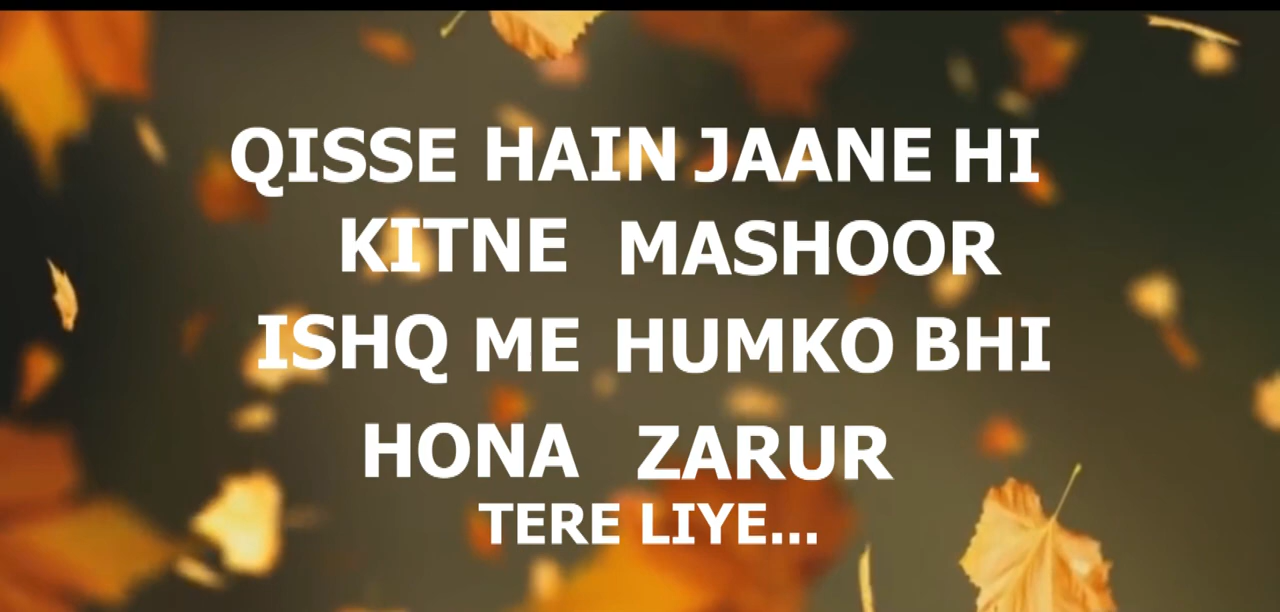 QISSE HAIN JAANE HI
KITNE MASHOOR
ISHQ ME HUMKO BHI
HONA ZARUR
TERE LIYE...